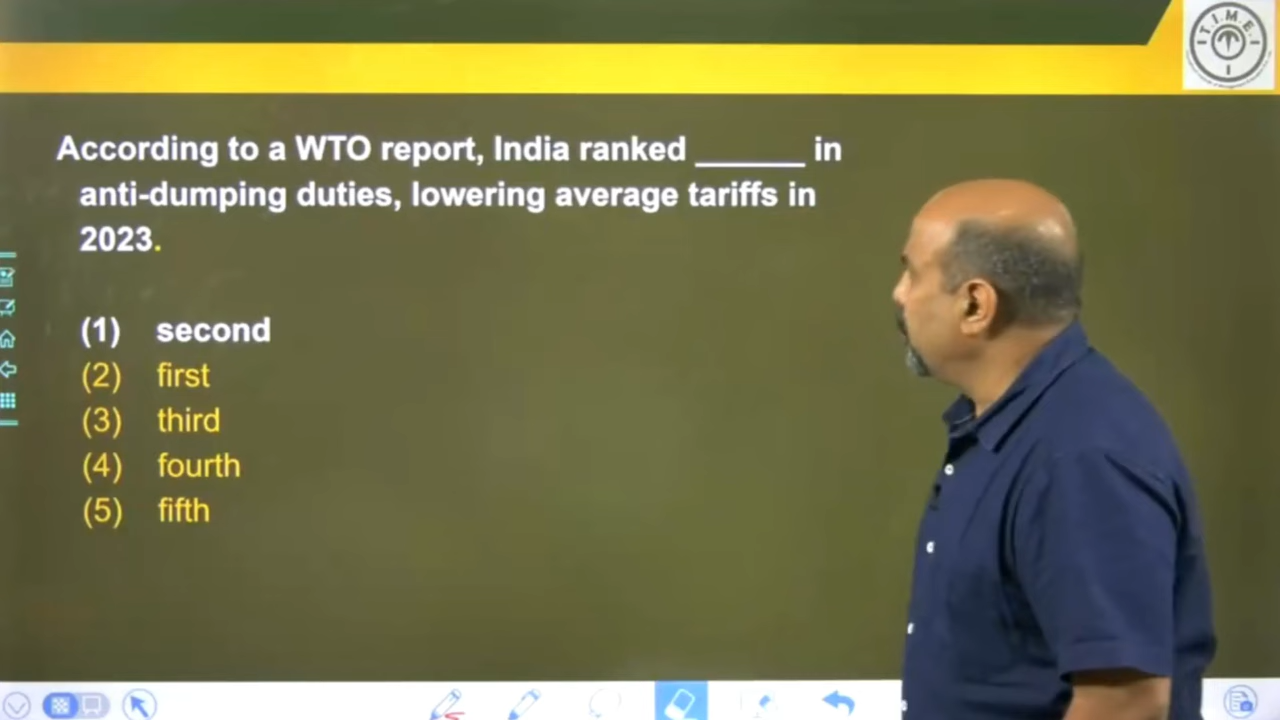 T.I.M.E.
According to a WTO report, India ranked ______ in
anti-dumping duties, lowering average tariffs in
2023.
(1) second
(2) first
(3) third
(4) fourth
(5) fifth